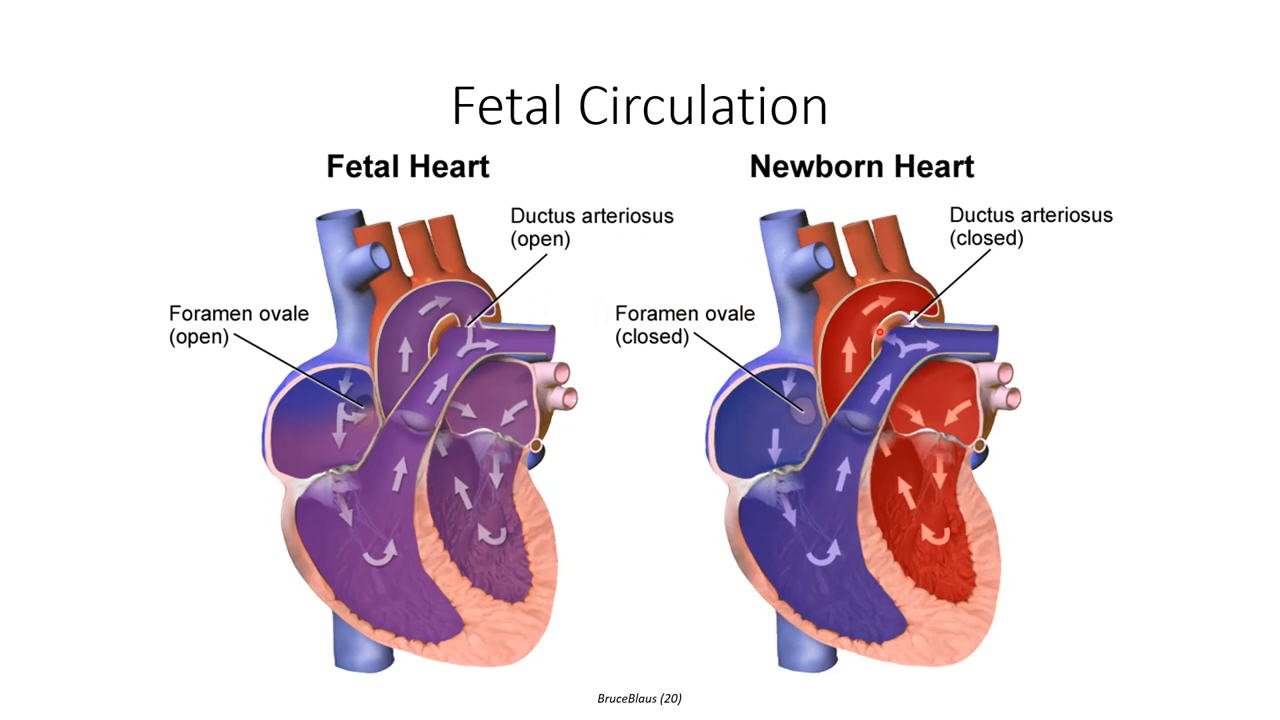 Fetal Circulation
Fetal Heart
Ductus arteriosus
(open)
Foramen ovale
(open)
Newborn Heart
Ductus arteriosus
(closed)
Foramen ovale
(closed)
BruceBlaus (20)